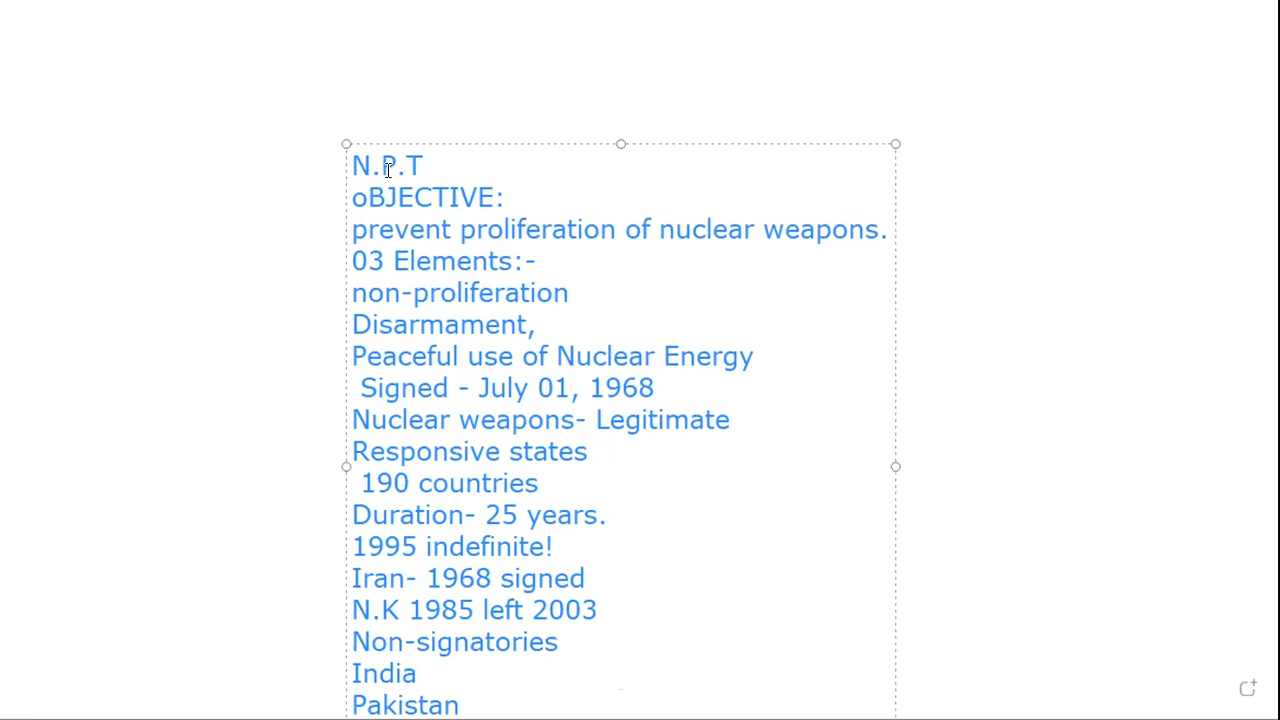 N.P.T
oBJECTIVE:
prevent proliferation of nuclear weapons.
03 Elements:-
non-proliferation
Disarmament,
Peaceful use of Nuclear Energy
Signed - July 01, 1968
Nuclear weapons- Legitimate
Responsive states
190 countries
Duration- 25 years.
1995 indefinite!
Iran- 1968 signed
N.K 1985 left 2003
Non-signatories
India
Pakistan